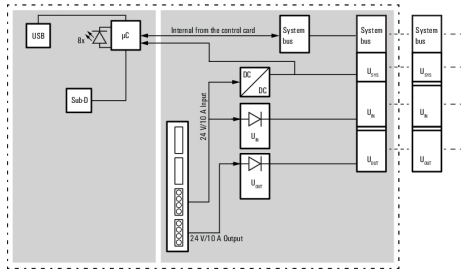 USB
8x
µC
Internal from the control card
System
bus
System
bus
System
bus
DC
DC
U_SYS
U_SYS
Sub-D
24 V/10 A Input
U_IN
U_IN
U_IN
U_OUT
U_OUT
U_OUT
24 V/10 A Output